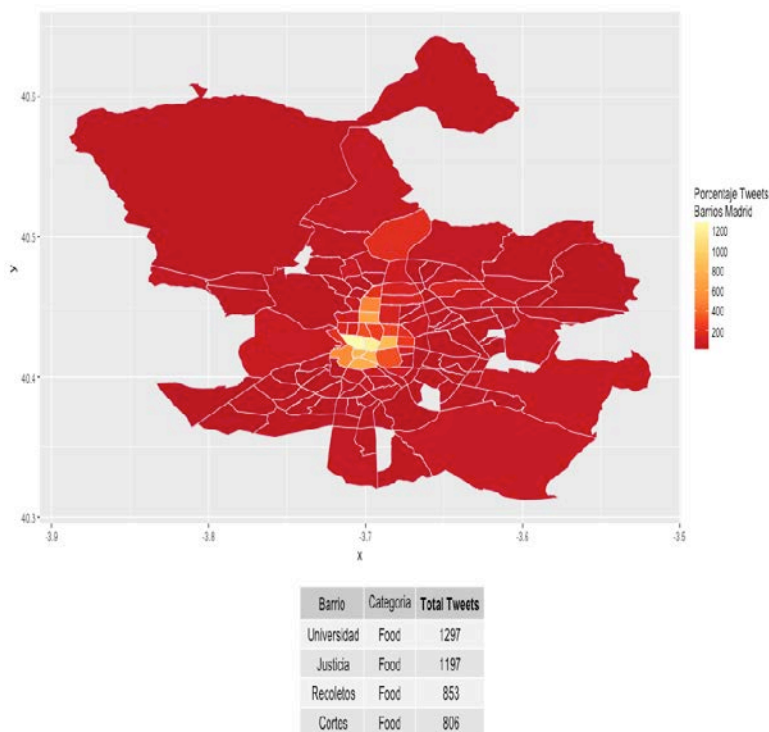 40.6
40.5
40.4
40.3
y
-3.9 -3.8 -3.7 -3.6 -3.5
x
Porcentaje Tweets
Barrios Madrid
1200
1000
800
600
400
200
Barrio Categoria Total Tweets
Universidad Food 1297
Justicia Food 1197
Recoletos Food 853
Cortes Food 806